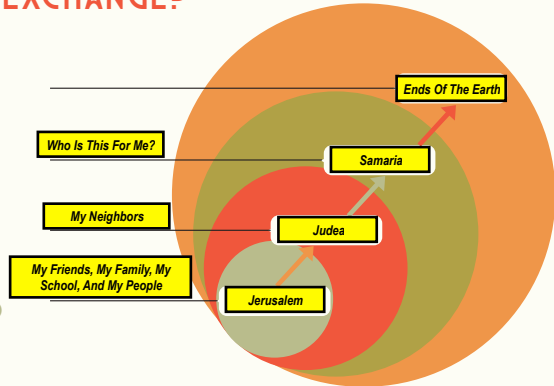 EXCHANGE?
Ends Of The Earth
Who Is This For Me?
Samaria
My Neighbors
Judea
My Friends, My Family, My
School, And My People
Jerusalem